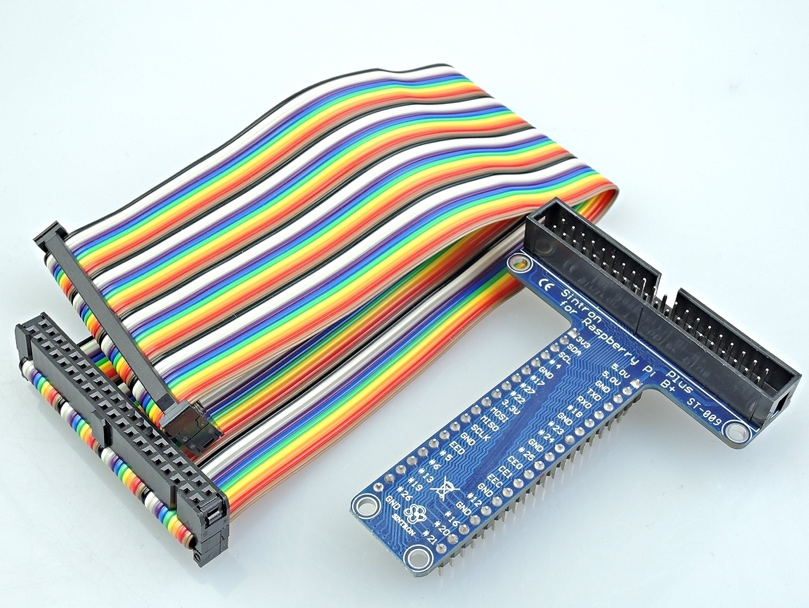 CE Sintron
for Raspberry Pi B+ Plus
ST-009
3V3
SDA
SCL
#4
GND
#17
#27
#22
3.3V
MOSI
MISO
SCLK
GND
EED
#5
#6
#13
#19
#26
GND
5.0V
5.0V
GND
TXD
RXD
#18
GND
#23
#24
GND
#25
CE0
CE1
EEC
GND
#12
GND
#16
#20
#21
SINTRON